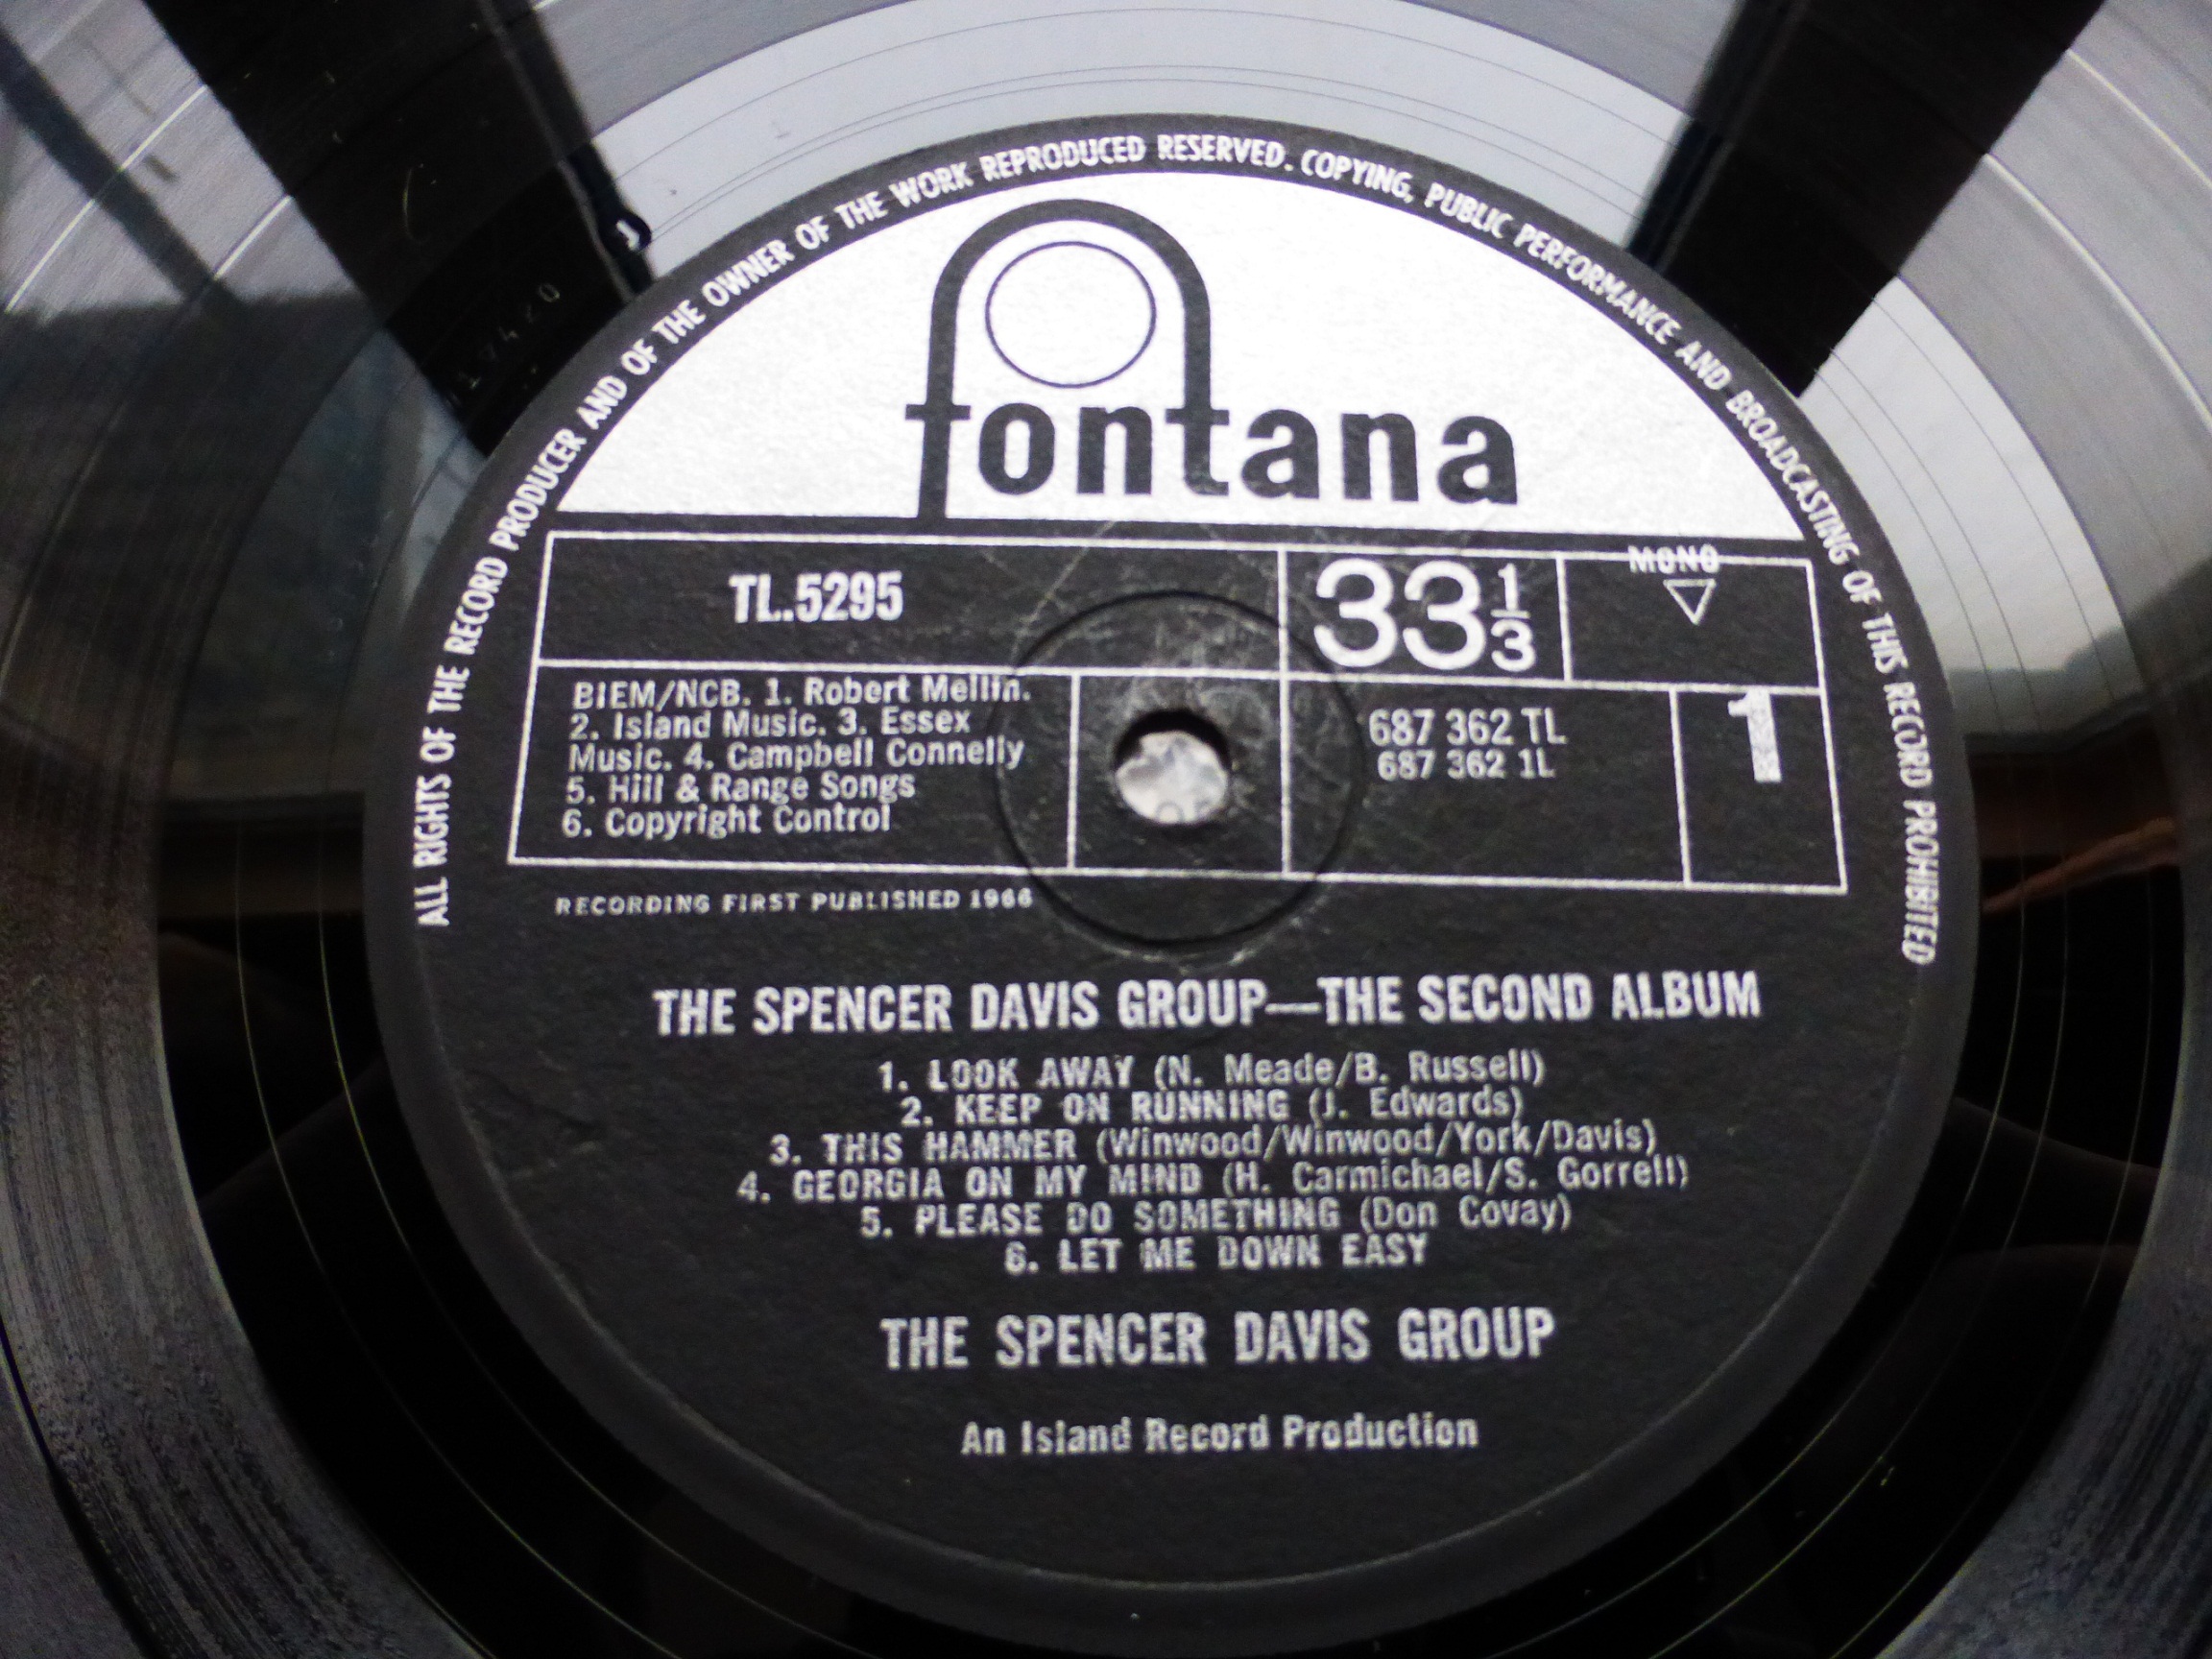 ALL RIGHTS OF THE RECORD PRODUCER AND OF THE OWNER OF THE WORK REPRODUCED RESERVED. COPYING, PUBLIC PERFORMANCE AND BROADCASTING OF THIS RECORD PROHIBITED
fontana
TL.5295
33 1/3
MONO
BIEM/NCB. 1. Robert Mellin.
2. Island Music. 3. Essex
Music. 4. Campbell Connelly
5. Hill & Range Songs
6. Copyright Control
687 362 TL
687 362 1L
1
RECORDING FIRST PUBLISHED 1966
THE SPENCER DAVIS GROUP—THE SECOND ALBUM
1. LOOK AWAY (N. Meade/B. Russell)
2. KEEP ON RUNNING (J. Edwards)
3. THIS HAMMER (Winwood/Winwood/York/Davis)
4. GEORGIA ON MY MIND (H. Carmichael/S. Gorrell)
5. PLEASE DO SOMETHING (Don Covay)
6. LET ME DOWN EASY
THE SPENCER DAVIS GROUP
An Island Record Production